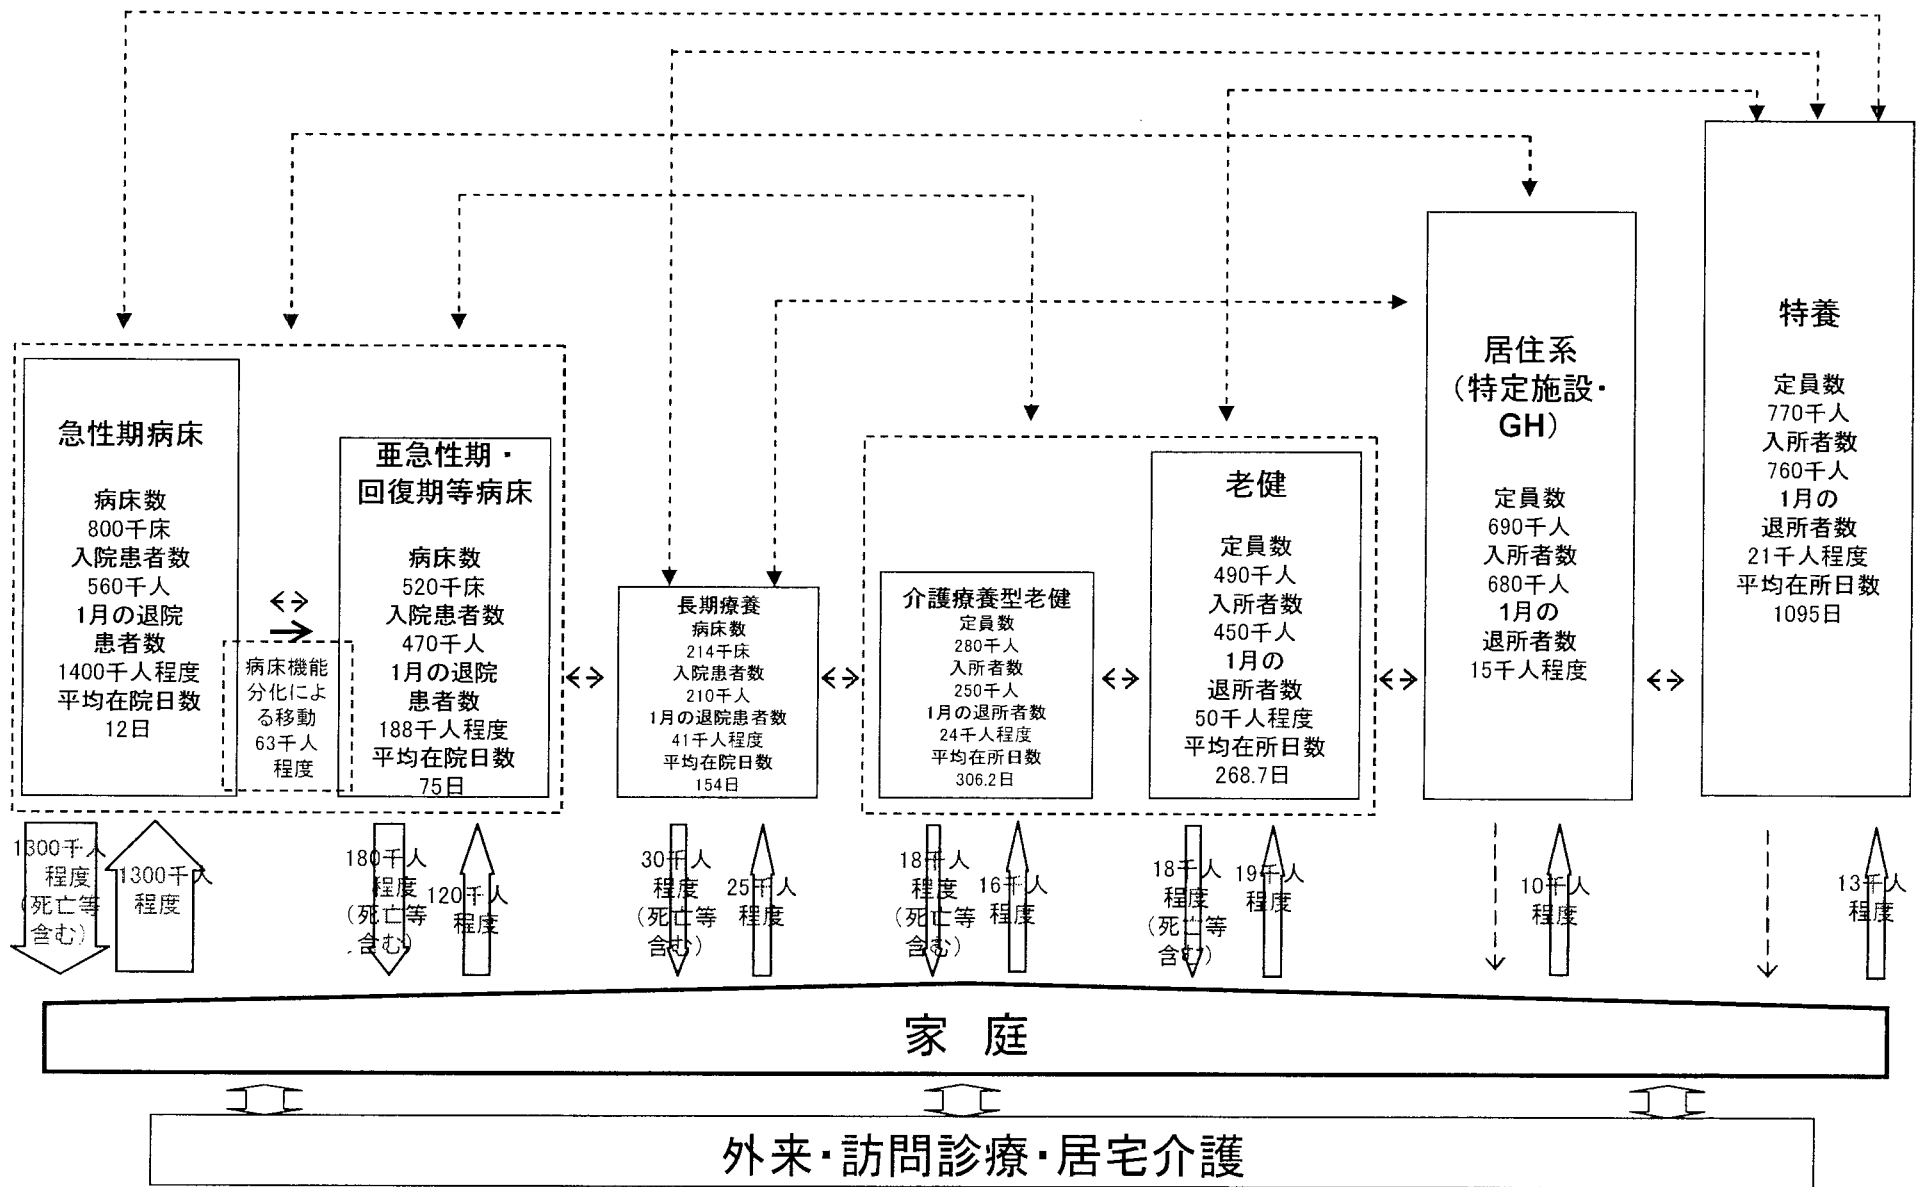 急性期病床
病床数
800千床
入院患者数
560千人
1月の退院
患者数
1400千人程度
平均在院日数
12日
病床機能
分化によ
る移動
63千人
程度
亜急性期・
回復期等病床
病床数
520千床
入院患者数
470千人
1月の退院
患者数
188千人程度
平均在院日数
75日
長期療養
病床数
214千床
入院患者数
210千人
1月の退院患者数
41千人程度
平均在院日数
154日
介護療養型老健
定員数
280千人
入所者数
250千人
1月の退所者数
24千人程度
平均在所日数
306.2日
老健
定員数
490千人
入所者数
450千人
1月の
退所者数
50千人程度
平均在所日数
268.7日
居住系
(特定施設・
GH)
定員数
690千人
入所者数
680千人
1月の
退所者数
15千人程度
特養
定員数
770千人
入所者数
760千人
1月の
退所者数
21千人程度
平均在所日数
1095日
1300千人
程度
(死亡等
含む)
1300千人
程度
180千人
程度
(死亡等
含む)
120千人
程度
30千人
程度
(死亡等
含む)
25千人
程度
18千人
程度
(死亡等
含む)
16千人
程度
18千人
程度
(死亡等
含む)
19千人
程度
10千人
程度
13千人
程度
家 庭
外来・訪問診療・居宅介護